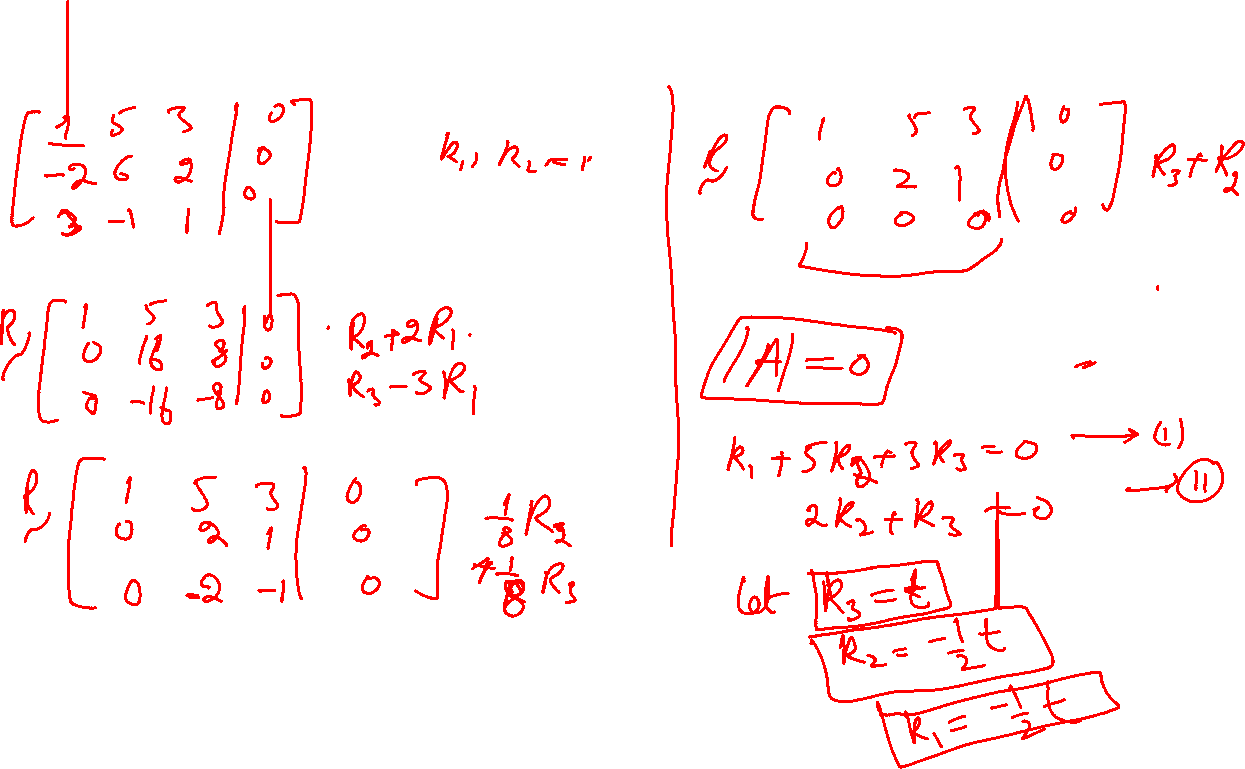 [ 1 5 3 | 0 ]
[ -2 6 2 | 0 ]
[ 3 -1 1 | 0 ]
k₁, k₂ =
R [ 1 5 3 | 0 ]
~ [ 0 16 8 | 0 ] R₂+2R₁.
[ 0 -16 -8 | 0 ] R₃-3R₁
R [ 1 5 3 | 0 ]
~ [ 0 2 1 | 0 ] 1/8 R₂
[ 0 -2 -1 | 0 ] 1/8 R₃
R [ 1 5 3 | 0 ]
~ [ 0 2 1 | 0 ] R₃+R₂
[ 0 0 0 | 0 ]
|A| = 0
k₁ + 5k₂ + 3k₃ = 0 → (1)
2k₂ + k₃ = 0 → (11)
let k₃ = t
k₂ = -1/2 t
k₁ = -1/2 t